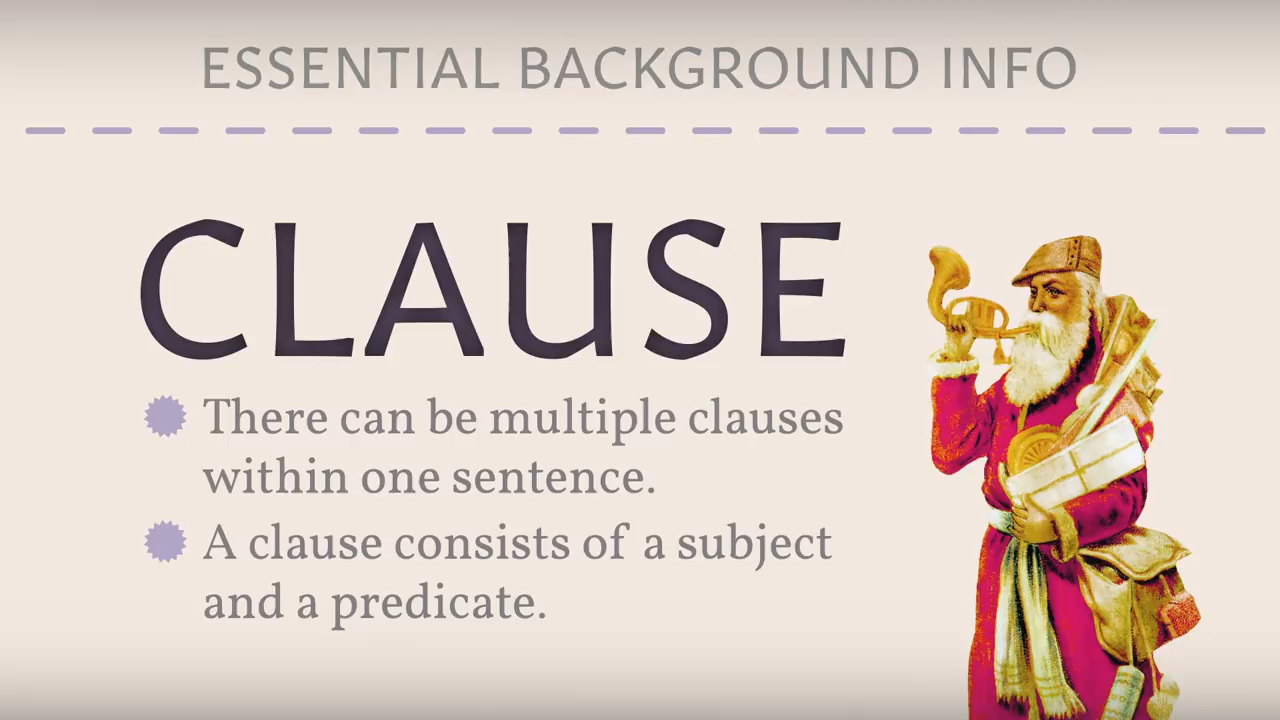 ESSENTIAL BACKGROUND INFO
CLAUSE
There can be multiple clauses
within one sentence.
A clause consists of a subject
and a predicate.